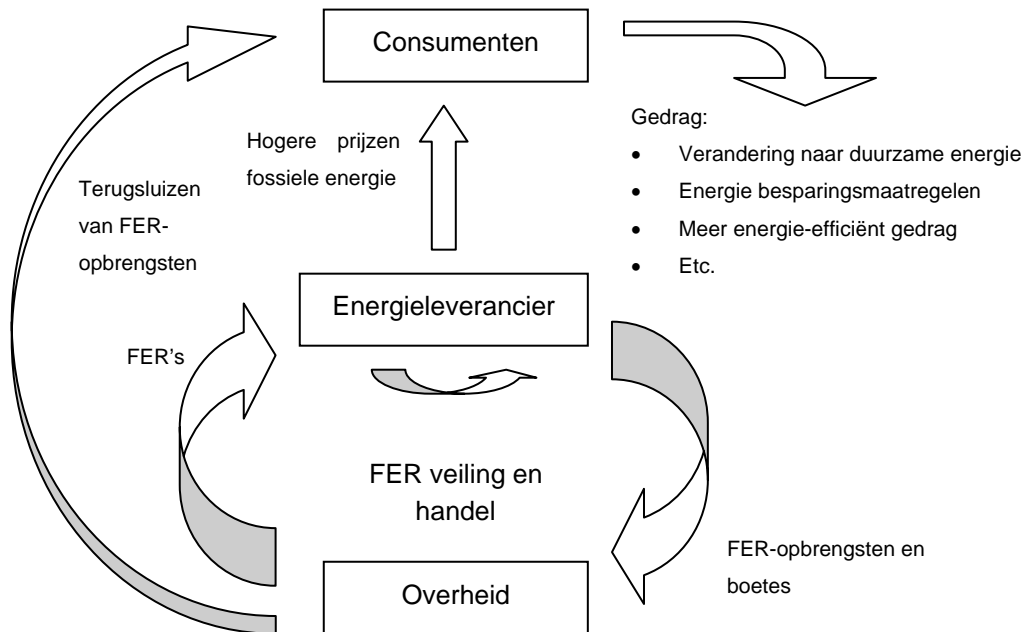 Consumenten
Gedrag:
• Verandering naar duurzame energie
• Energie besparingsmaatregelen
• Meer energie-efficiënt gedrag
• Etc.
Hogere prijzen
fossiele energie
Terugsluizen
van FER-
opbrengsten
Energieleverancier
FER's
FER veiling en
handel
FER-opbrengsten en
boetes
Overheid